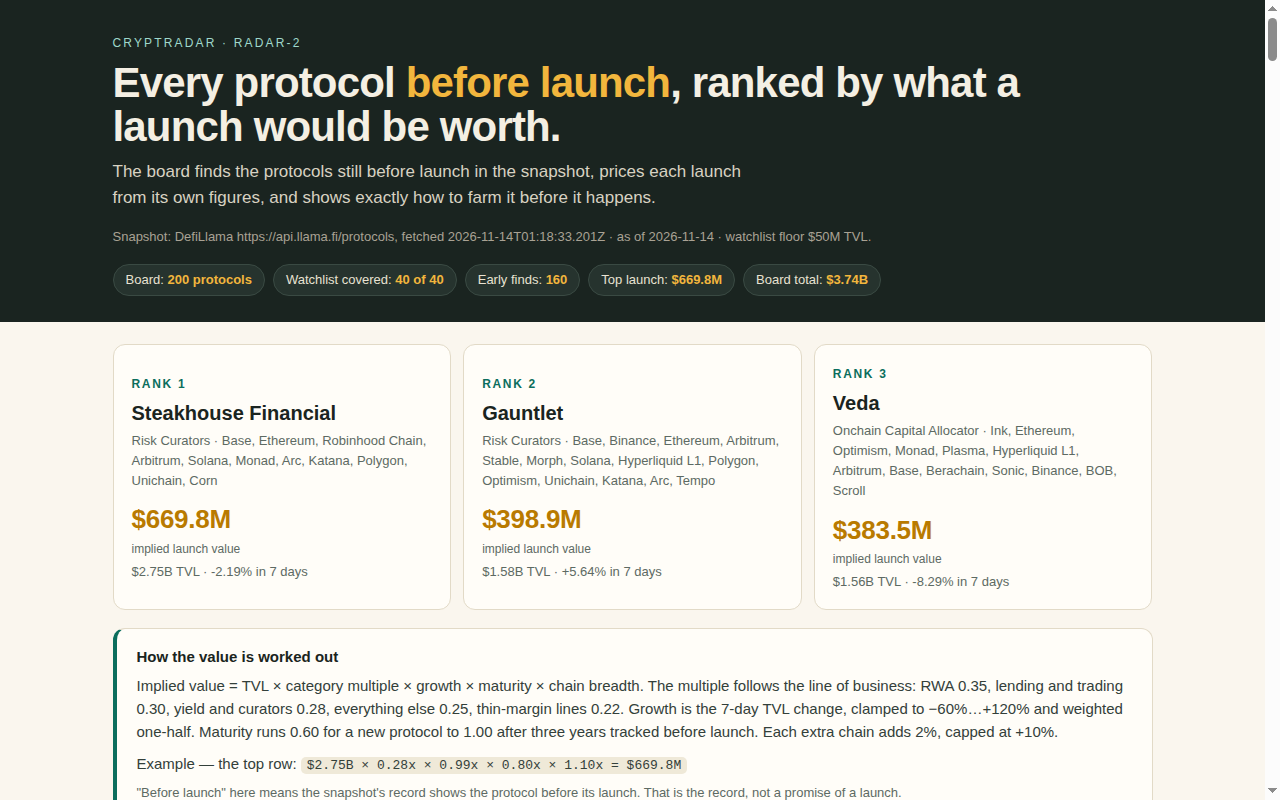 CRYPTRADAR · RADAR-2
Every protocol before launch, ranked by what a
launch would be worth.
The board finds the protocols still before launch in the snapshot, prices each launch
from its own figures, and shows exactly how to farm it before it happens.
Snapshot: DefiLlama https://api.llama.fi/protocols, fetched 2026-11-14T01:18:33.201Z · as of 2026-11-14 · watchlist floor $50M TVL.
Board: 200 protocols
Watchlist covered: 40 of 40
Early finds: 160
Top launch: $669.8M
Board total: $3.74B
RANK 1
Steakhouse Financial
Risk Curators · Base, Ethereum, Robinhood Chain,
Arbitrum, Solana, Monad, Arc, Katana, Polygon,
Unichain, Corn
$669.8M
implied launch value
$2.75B TVL · -2.19% in 7 days
RANK 2
Gauntlet
Risk Curators · Base, Binance, Ethereum, Arbitrum,
Stable, Morph, Solana, Hyperliquid L1, Polygon,
Optimism, Unichain, Katana, Arc, Tempo
$398.9M
implied launch value
$1.58B TVL · +5.64% in 7 days
RANK 3
Veda
Onchain Capital Allocator · Ink, Ethereum,
Optimism, Monad, Plasma, Hyperliquid L1,
Arbitrum, Base, Berachain, Sonic, Binance, BOB,
Scroll
$383.5M
implied launch value
$1.56B TVL · -8.29% in 7 days
How the value is worked out
Implied value = TVL × category multiple × growth × maturity × chain breadth. The multiple follows the line of business: RWA 0.35, lending and trading
0.30, yield and curators 0.28, everything else 0.25, thin-margin lines 0.22. Growth is the 7-day TVL change, clamped to −60%…+120% and weighted
one-half. Maturity runs 0.60 for a new protocol to 1.00 after three years tracked before launch. Each extra chain adds 2%, capped at +10%.
Example — the top row: $2.75B × 0.28x × 0.99x × 0.80x × 1.10x = $669.8M
"Before launch" here means the snapshot's record shows the protocol before its launch. That is the record, not a promise of a launch.